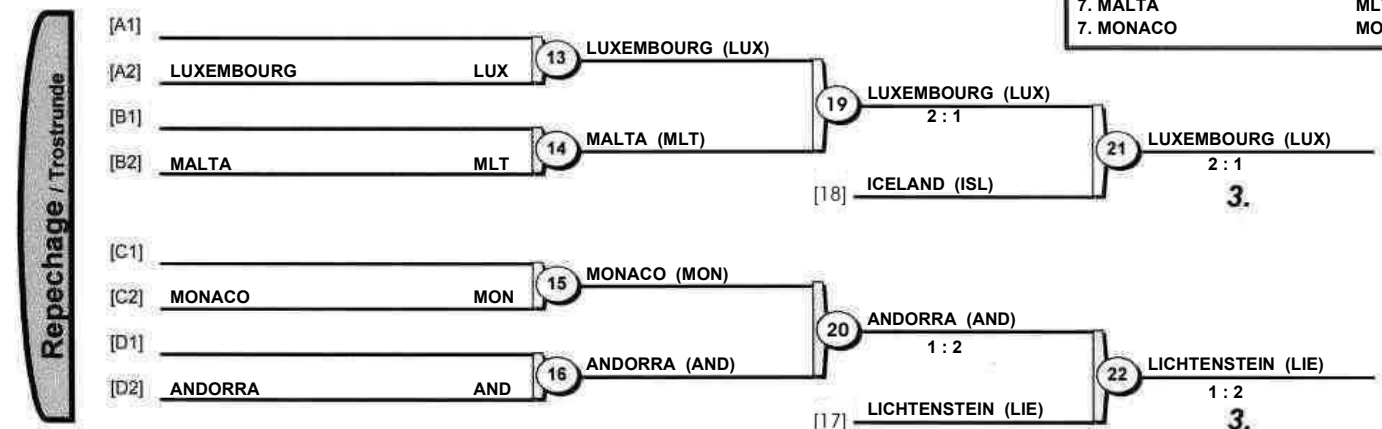 7. MALTA
7. MONACO MO
Repechage / Trostrunde
[A1]
[A2] LUXEMBOURG LUX
13 LUXEMBOURG (LUX)
[B1]
[B2] MALTA MLT
14 MALTA (MLT)
19 LUXEMBOURG (LUX)
2 : 1
[18] ICELAND (ISL)
21 LUXEMBOURG (LUX)
2 : 1
3.
[C1]
[C2] MONACO MON
15 MONACO (MON)
[D1]
[D2] ANDORRA AND
16 ANDORRA (AND)
20 ANDORRA (AND)
1 : 2
[17] LICHTENSTEIN (LIE)
22 LICHTENSTEIN (LIE)
1 : 2
3.